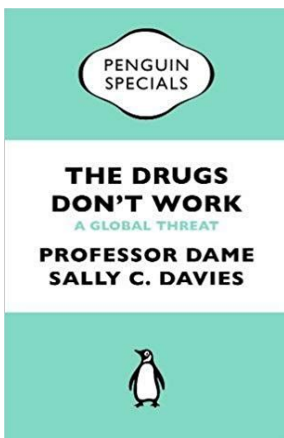 PENGUIN
SPECIALS
THE DRUGS
DON'T WORK
A GLOBAL THREAT
PROFESSOR DAME
SALLY C. DAVIES